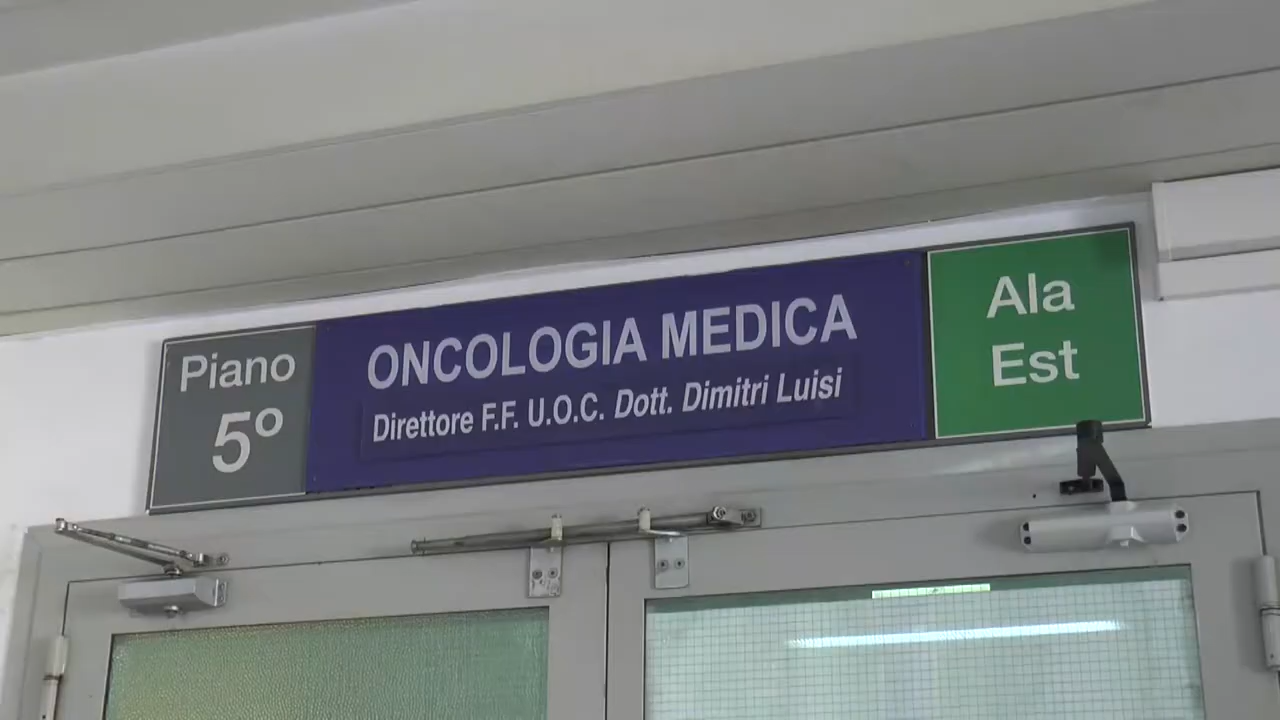 Piano
5º
ONCOLOGIA MEDICA
Direttore F.F. U.O.C. Dott. Dimitri Luisi
Ala
Est